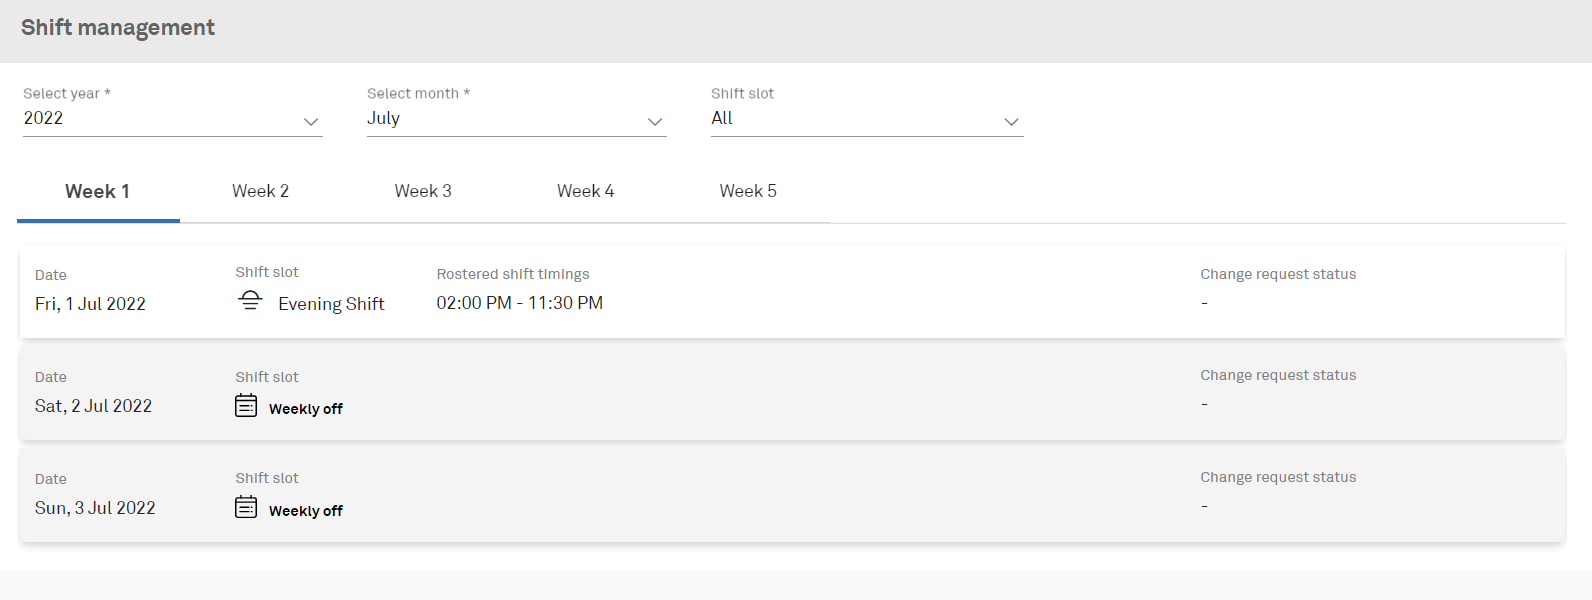 Shift management
Select year * Select month * Shift slot
2022 July All
Week 1 Week 2 Week 3 Week 4 Week 5
Date Shift slot Rostered shift timings Change request status
Fri, 1 Jul 2022 Evening Shift 02:00 PM - 11:30 PM -
Date Shift slot Change request status
Sat, 2 Jul 2022 Weekly off -
Date Shift slot Change request status
Sun, 3 Jul 2022 Weekly off -